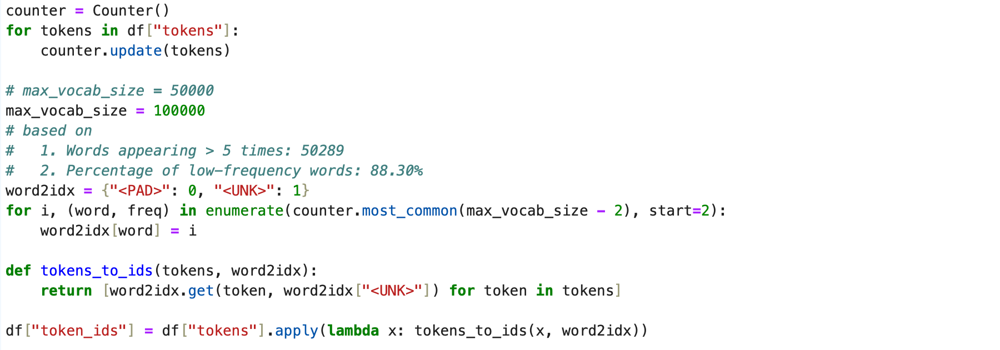 counter = Counter()
for tokens in df["tokens"]:
    counter.update(tokens)

# max_vocab_size = 50000
max_vocab_size = 100000
# based on
#   1. Words appearing > 5 times: 50289
#   2. Percentage of low-frequency words: 88.30%
word2idx = {"<PAD>": 0, "<UNK>": 1}
for i, (word, freq) in enumerate(counter.most_common(max_vocab_size - 2), start=2):
    word2idx[word] = i

def tokens_to_ids(tokens, word2idx):
    return [word2idx.get(token, word2idx["<UNK>"]) for token in tokens]

df["token_ids"] = df["tokens"].apply(lambda x: tokens_to_ids(x, word2idx))